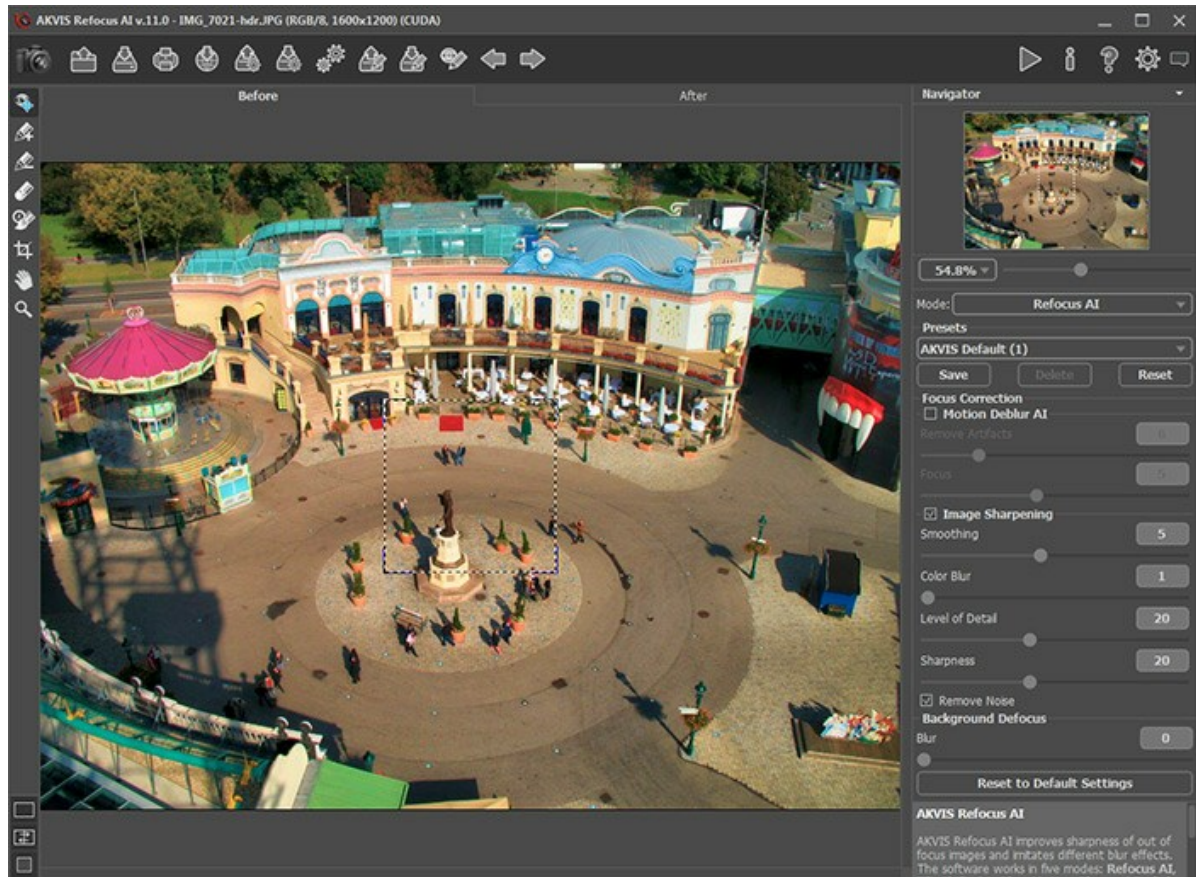 AKVIS Refocus AI v.11.0 - IMG_7021-hdr.JPG (RGB/8, 1600x1200) (CUDA)
Before
After
Navigator
54.8%
Mode:
Refocus AI
Presets
AKVIS Default (1)
Save
Delete
Reset
Focus Correction
Motion Deblur AI
Remove Artifacts
6
Focus
5
Image Sharpening
Smoothing
5
Color Blur
1
Level of Detail
20
Sharpness
20
Remove Noise
Background Defocus
Blur
0
Reset to Default Settings
AKVIS Refocus AI
AKVIS Refocus AI improves sharpness of out of
focus images and imitates different blur effects.
The software works in five modes: Refocus AI,